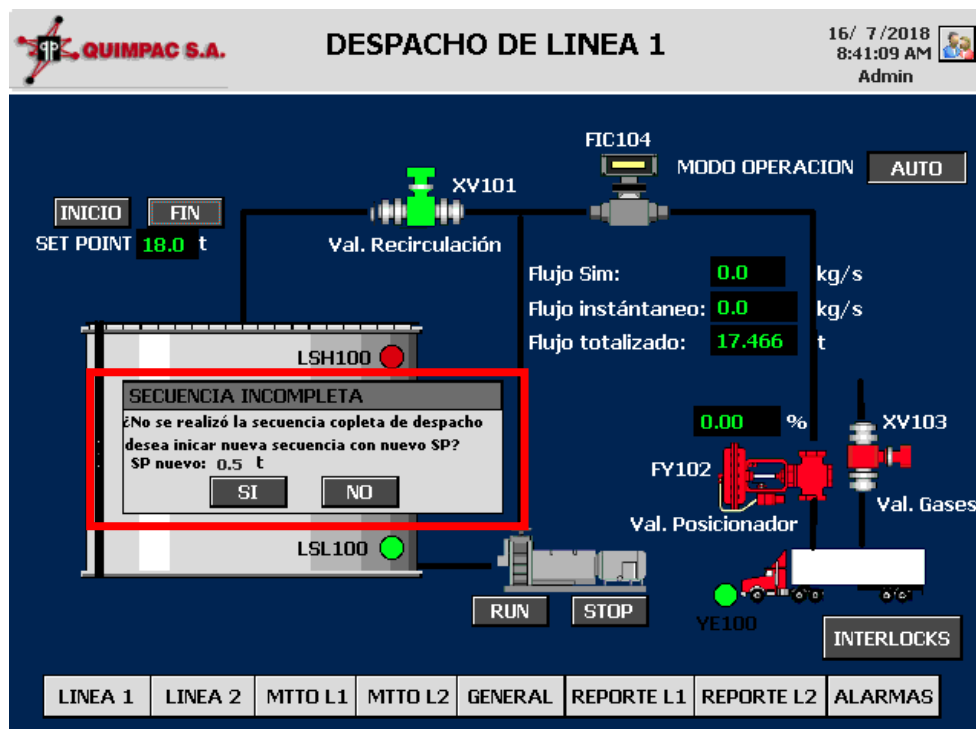 QUIMPAC S.A.
DESPACHO DE LINEA 1
16/ 7/2018
8:41:09 AM
Admin
FIC104
MODO OPERACION AUTO
XV101
INICIO FIN
SET POINT 18.0 t
Val. Recirculación
Flujo Sim: 0.0 kg/s
Flujo instántaneo: 0.0 kg/s
Flujo totalizado: 17.466 t
LSH100
SECUENCIA INCOMPLETA
¿No se realizó la secuencia copleta de despacho
desea inicar nueva secuencia con nuevo SP?
SP nuevo: 0.5 t
SI NO
0.00 %
XV103
FY102
Val. Gases
Val. Posicionador
LSL100
RUN STOP
YE100
INTERLOCKS
LINEA 1 LINEA 2 MTTO L1 MTTO L2 GENERAL REPORTE L1 REPORTE L2 ALARMAS